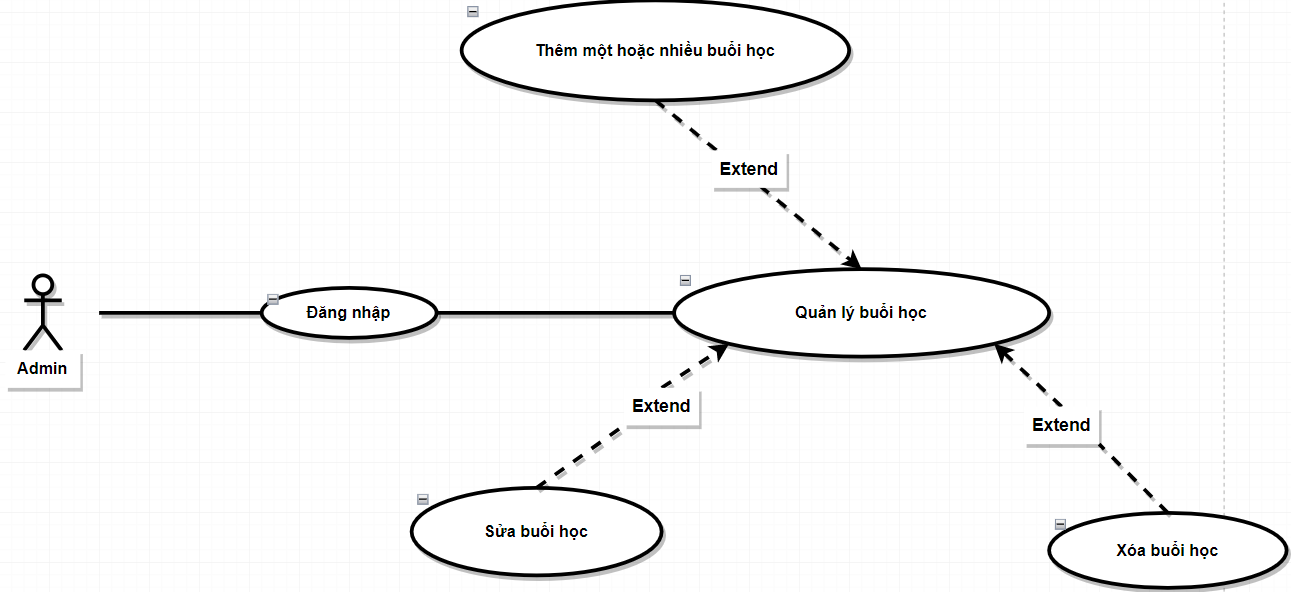 Thêm một hoặc nhiều buổi học
Extend
Đăng nhập
Quản lý buổi học
Admin
Extend
Extend
Sửa buổi học
Xóa buổi học